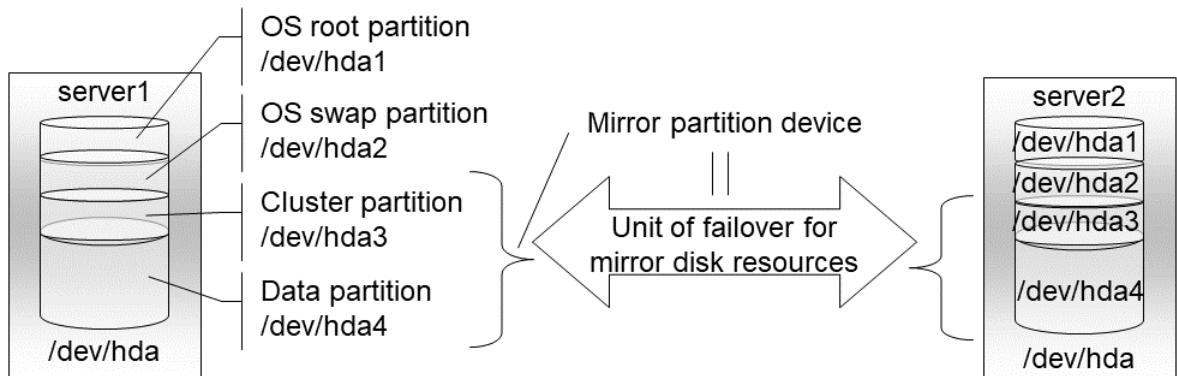 server1
/dev/hda
OS root partition
/dev/hda1
OS swap partition
/dev/hda2
Cluster partition
/dev/hda3
Data partition
/dev/hda4
Mirror partition device
Unit of failover for
mirror disk resources
server2
/dev/hda1
/dev/hda2
/dev/hda3
/dev/hda4
/dev/hda